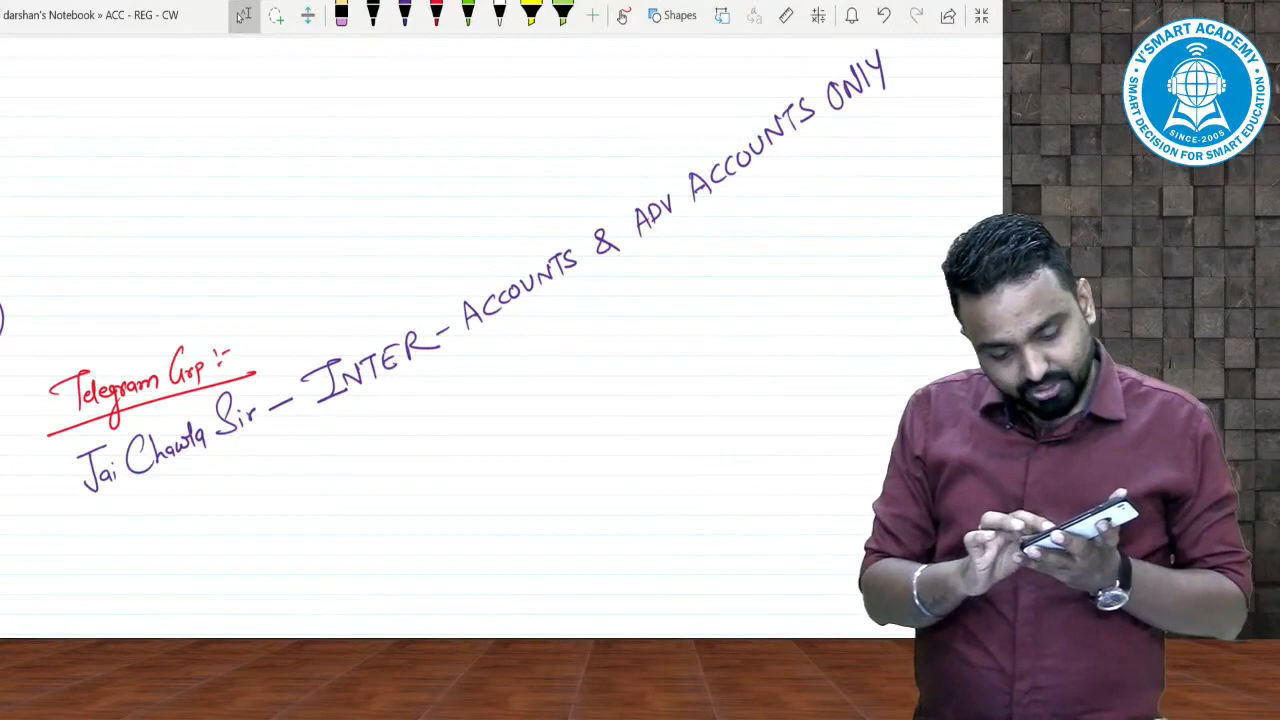 darshan's Notebook » ACC - REG - CW
Shapes
V'SMART ACADEMY
SINCE-2005
SMART DECISION FOR SMART EDUCATION
Telegram Grp :-
Jai Chawla Sir - INTER - ACCOUNTS & ADV ACCOUNTS ONLY